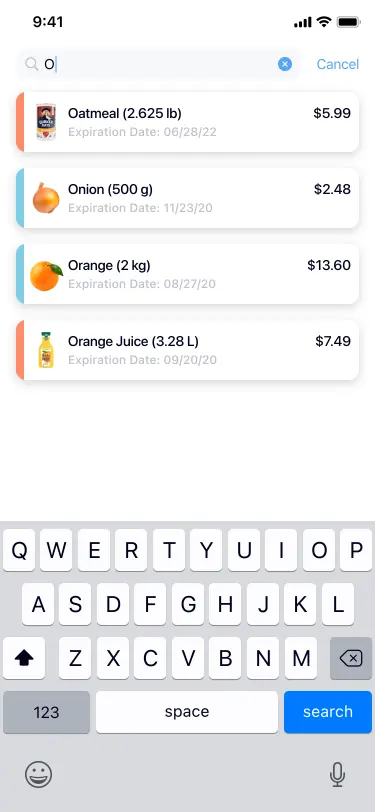 9:41
O
Cancel
Oatmeal (2.625 lb)
$5.99
Expiration Date: 06/28/22
Onion (500 g)
$2.48
Expiration Date: 11/23/20
Orange (2 kg)
$13.60
Expiration Date: 08/27/20
Orange Juice (3.28 L)
$7.49
Expiration Date: 09/20/20
Q W E R T Y U I O P
A S D F G H J K L
Z X C V B N M
123 space search